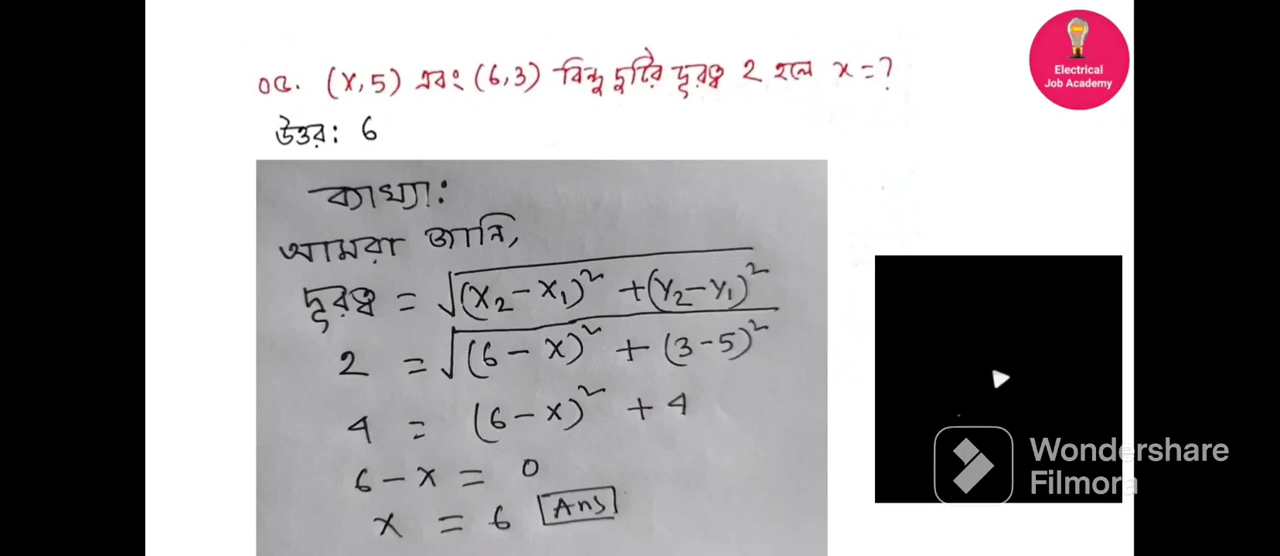 ০৫. (x,5) এবং (6,3) বিন্দু দুটির দূরত্ব 2 হলে x=?
উত্তর: 6
ব্যাখ্যা:
আমরা জানি,
দূরত্ব = √(x₂-x₁)² + (y₂-y₁)²
2 = √(6-x)² + (3-5)²
4 = (6-x)² + 4
6-x = 0
x = 6 Ans
Electrical
Job Academy
Wondershare
Filmora